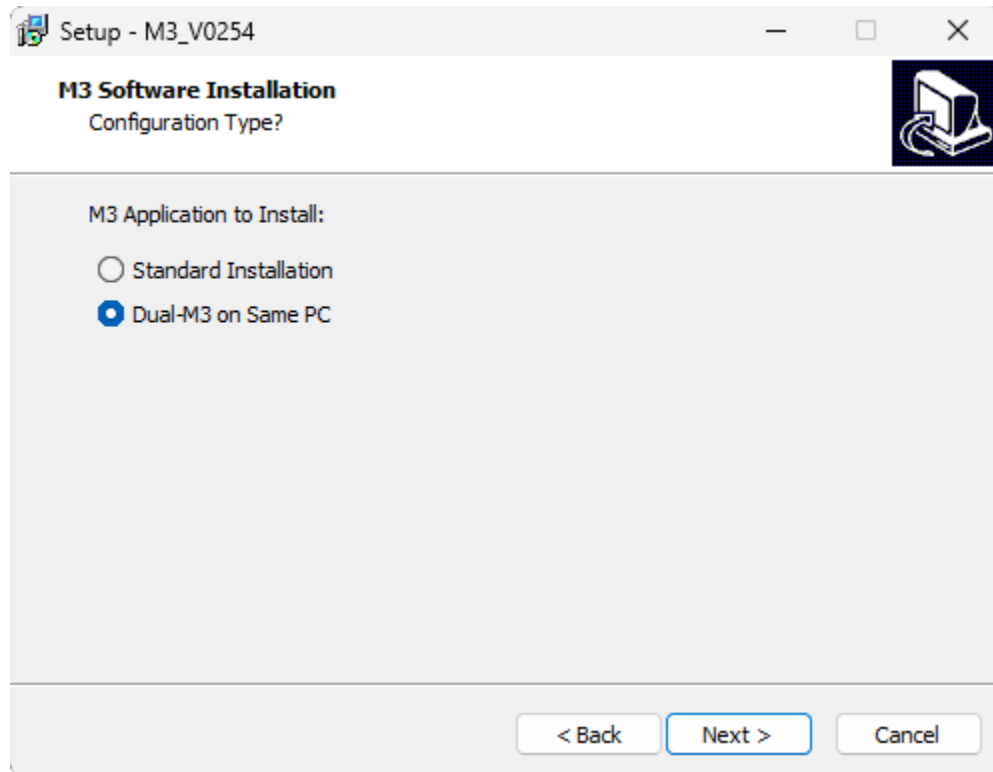 Setup - M3_V0254
M3 Software Installation
Configuration Type?
M3 Application to Install:
Standard Installation
Dual-M3 on Same PC
< Back
Next >
Cancel